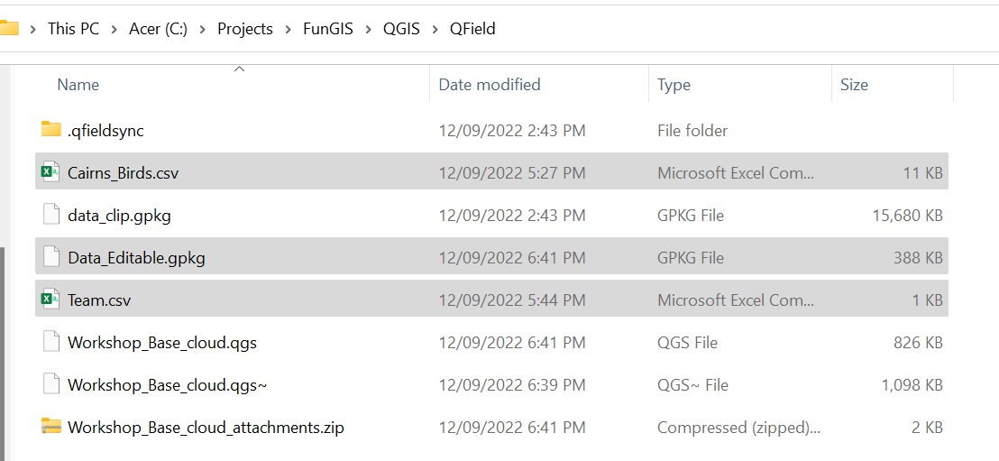 This PC > Acer (C:) > Projects > FunGIS > QGIS > QField
Name Date modified Type Size
.qfieldsync 12/09/2022 2:43 PM File folder
Cairns_Birds.csv 12/09/2022 5:27 PM Microsoft Excel Com... 11 KB
data_clip.gpkg 12/09/2022 2:43 PM GPKG File 15,680 KB
Data_Editable.gpkg 12/09/2022 6:41 PM GPKG File 388 KB
Team.csv 12/09/2022 5:44 PM Microsoft Excel Com... 1 KB
Workshop_Base_cloud.qgs 12/09/2022 6:41 PM QGS File 826 KB
Workshop_Base_cloud.qgs~ 12/09/2022 6:39 PM QGS~ File 1,098 KB
Workshop_Base_cloud_attachments.zip 12/09/2022 6:41 PM Compressed (zipped)... 2 KB